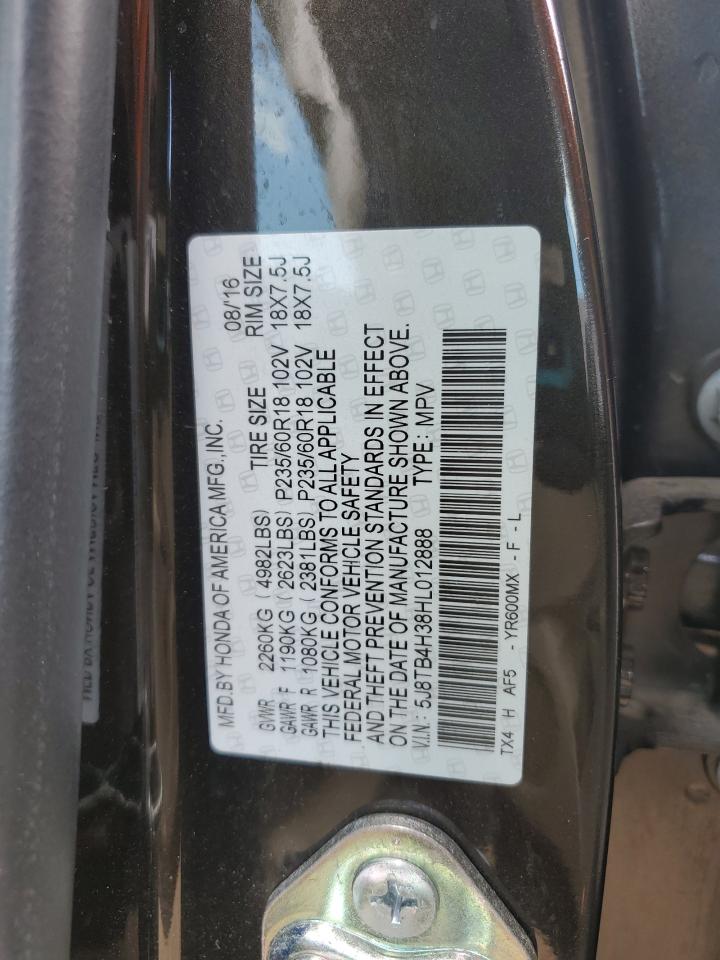 MFD.BY HONDA OF AMERICA MFG.,INC. 08/'16
GVWR 2260KG ( 4982LBS) TIRE SIZE RIM SIZE
GAWR F 1190KG ( 2623LBS) P235/60R18 102V 18X7.5J
GAWR R 1080KG ( 2381LBS) P235/60R18 102V 18X7.5J
THIS VEHICLE CONFORMS TO ALL APPLICABLE
FEDERAL MOTOR VEHICLE SAFETY
AND THEFT PREVENTION STANDARDS IN EFFECT
ON THE DATE OF MANUFACTURE SHOWN ABOVE.
V.I.N : 5J8TB4H38HL012888 TYPE : MPV
TX4 H AF5 - YR600MX - F - L